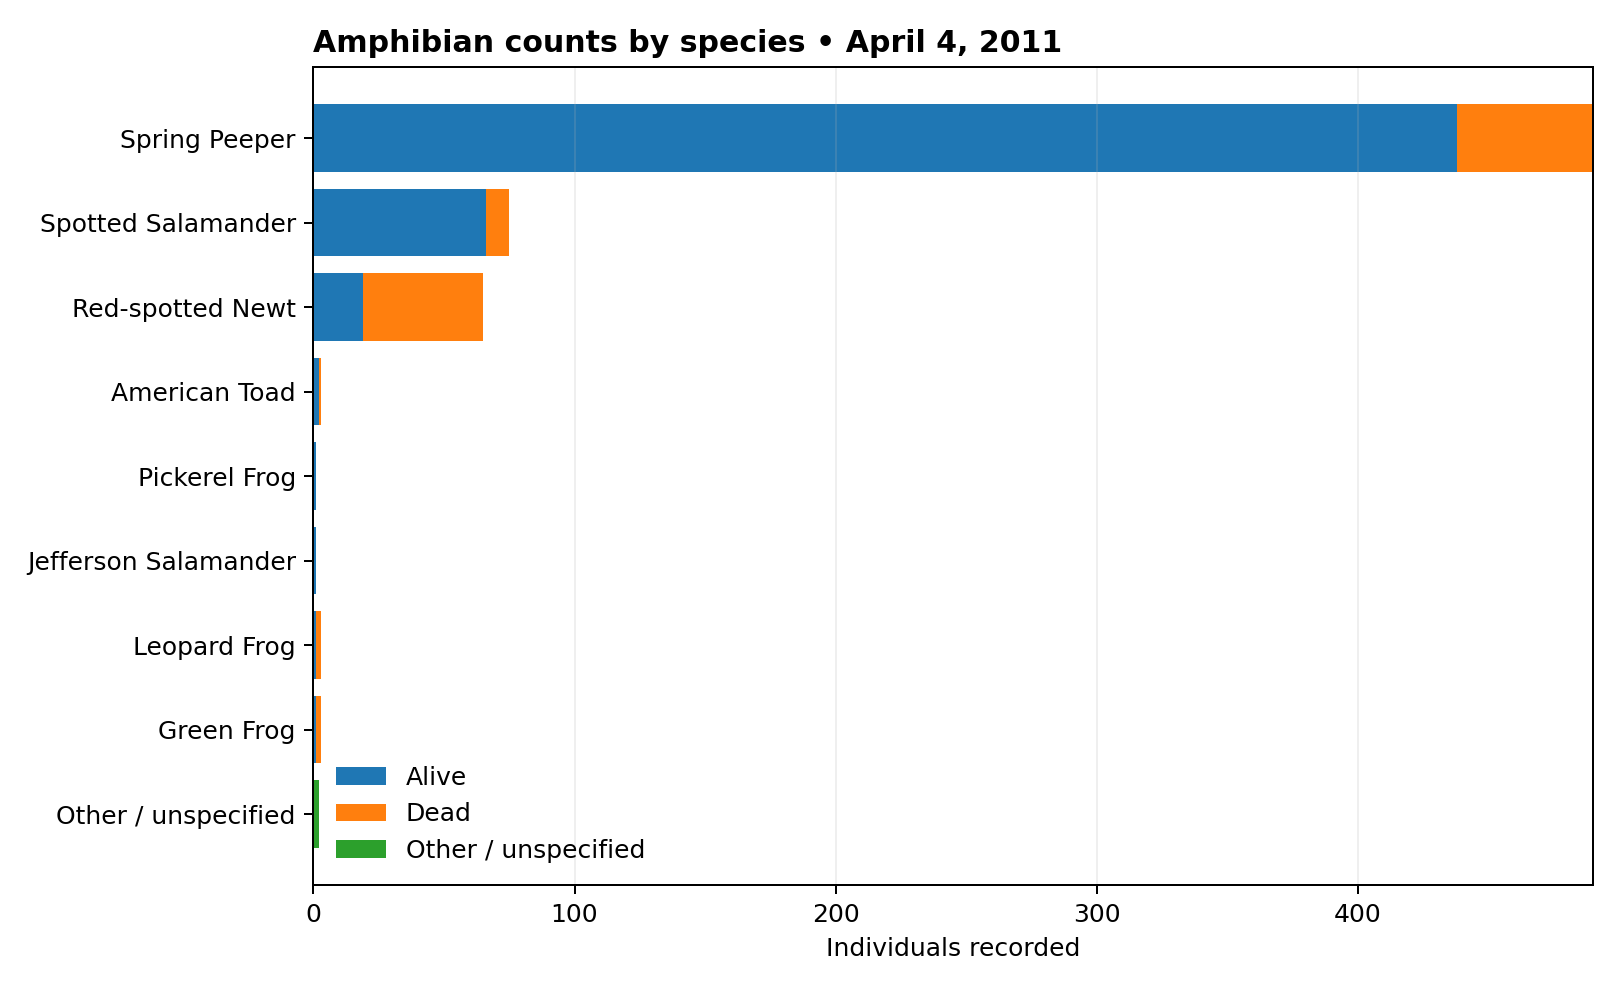 Amphibian counts by species • April 4, 2011
Spring Peeper
Spotted Salamander
Red-spotted Newt
American Toad
Pickerel Frog
Jefferson Salamander
Leopard Frog
Green Frog
Other / unspecified
Alive
Dead
Other / unspecified
0 100 200 300 400
Individuals recorded